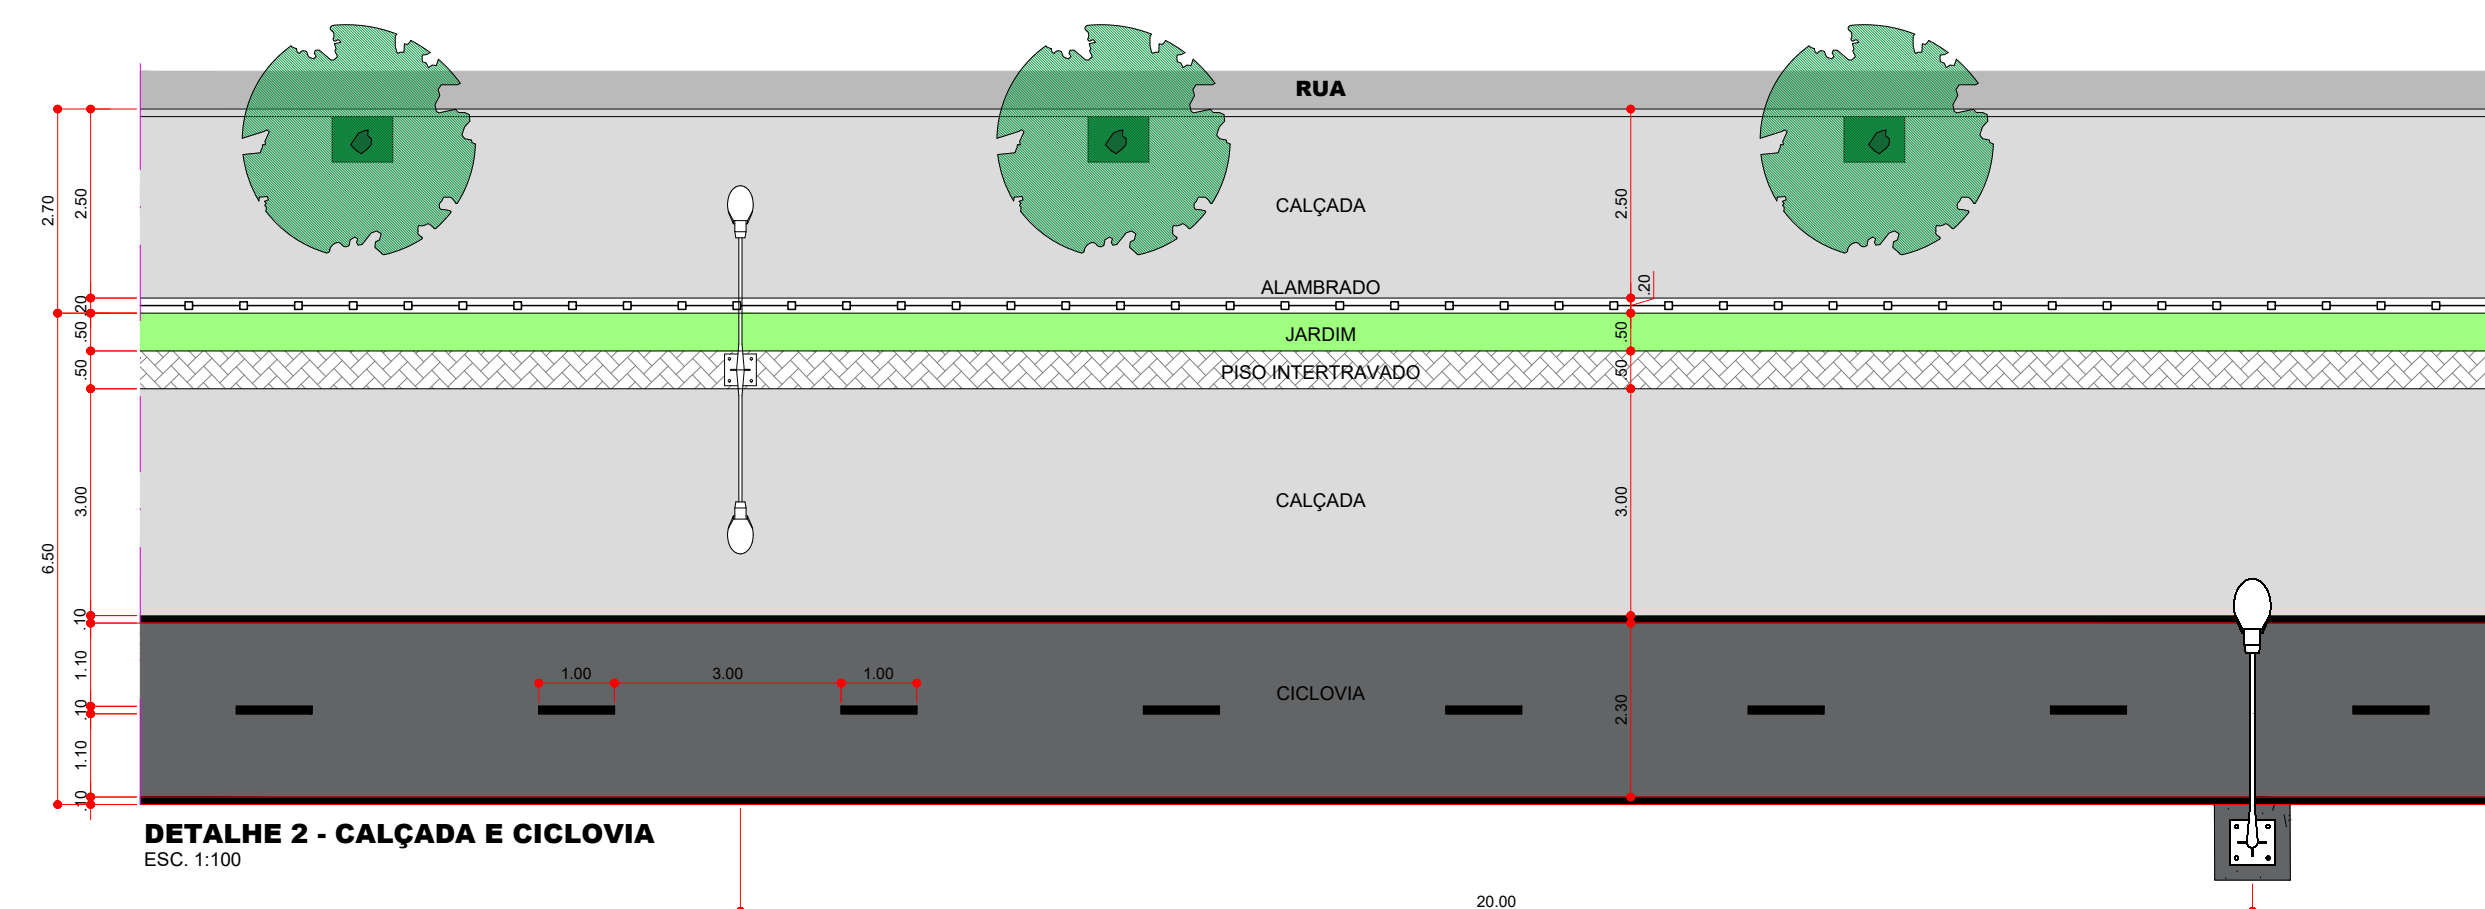 RUA
2.70
2.50
CALÇADA
2.50
ALAMBRADO
.20
.20
.50
JARDIM
.50
.50
PISO INTERTRAVADO
.50
3.00
CALÇADA
3.00
6.50
.10
1.10
1.00
3.00
1.00
CICLOVIA
.10
2.30
1.10
.10
DETALHE 2 - CALÇADA E CICLOVIA
ESC. 1:100
20.00